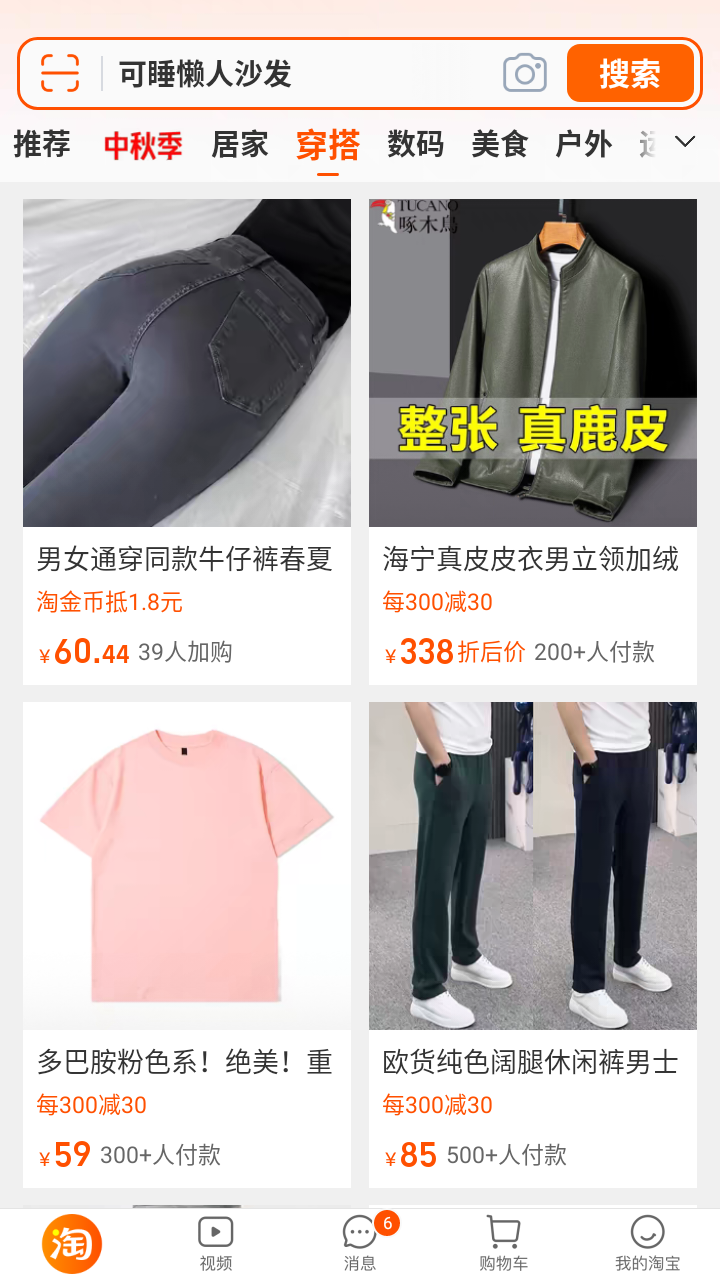 可睡懒人沙发
搜索
推荐 中秋季 居家 穿搭 数码 美食 户外
TUCANO
啄木鳥
整张 真鹿皮
男女通穿同款牛仔裤春夏
淘金币抵1.8元
¥60.44 39人加购
海宁真皮皮衣男立领加绒
每300减30
¥338折后价 200+人付款
多巴胺粉色系！绝美！重
每300减30
¥59 300+人付款
欧货纯色阔腿休闲裤男士
每300减30
¥85 500+人付款
淘
视频
6
消息
购物车
我的淘宝